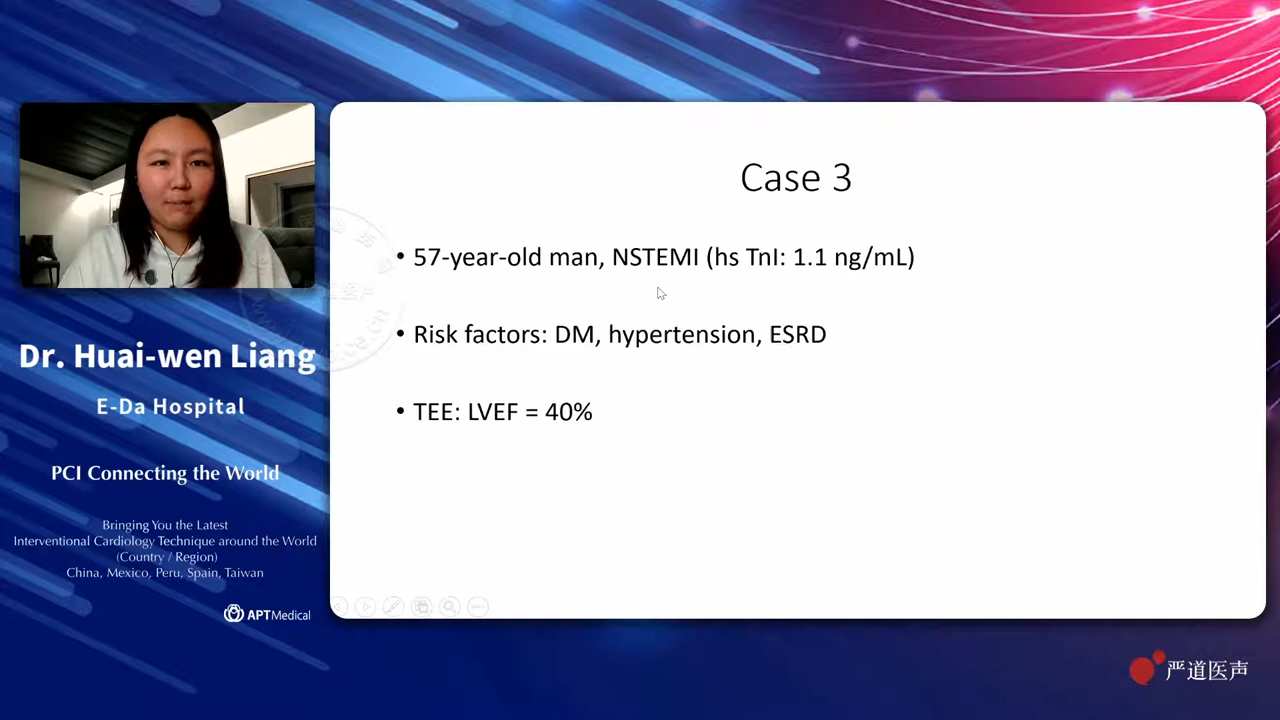 Case 3
• 57-year-old man, NSTEMI (hs TnI: 1.1 ng/mL)
• Risk factors: DM, hypertension, ESRD
• TEE: LVEF = 40%
Dr. Huai-wen Liang
E-Da Hospital
PCI Connecting the World
Bringing You the Latest
Interventional Cardiology Technique around the World
(Country / Region)
China, Mexico, Peru, Spain, Taiwan
APTMedical
严道医声